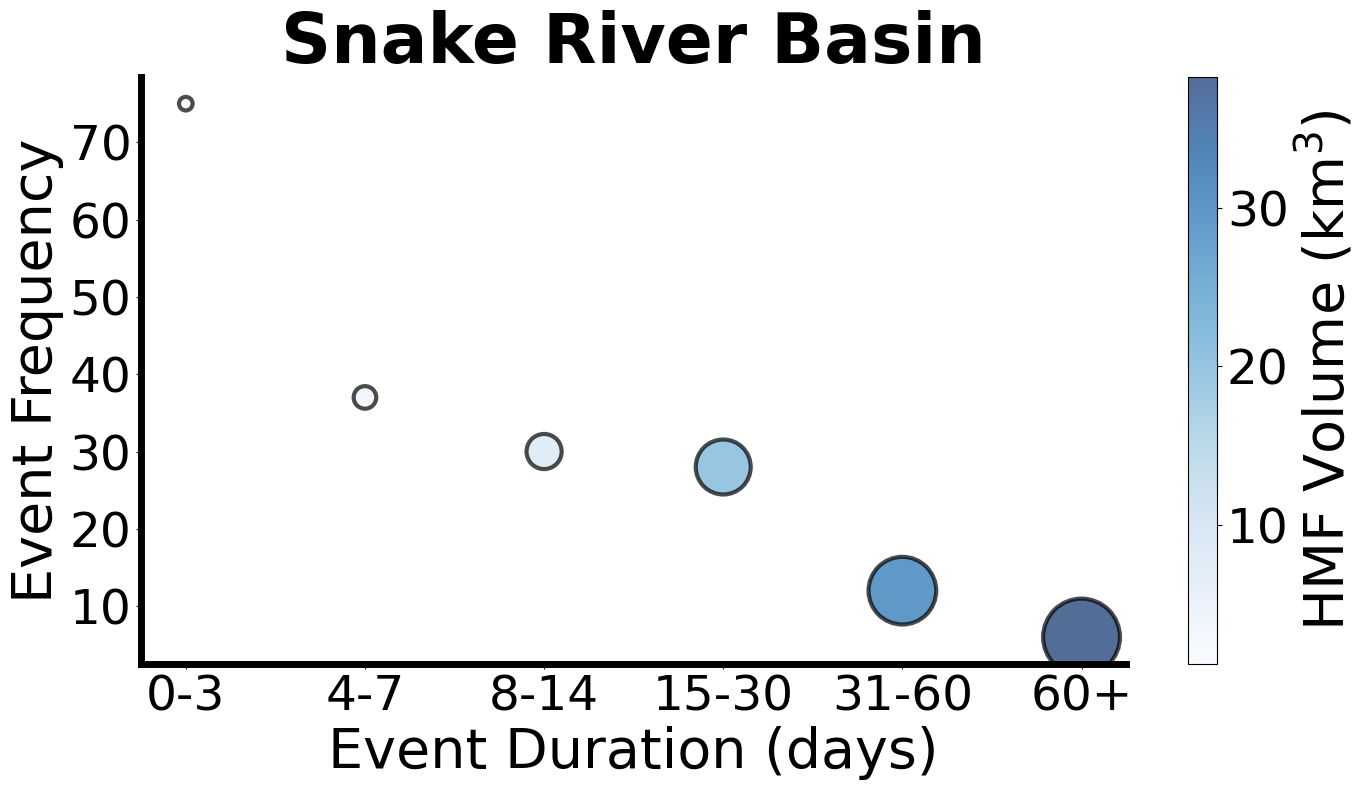 Snake River Basin
Event Frequency
70
60
50
40
30
20
10
0-3 4-7 8-14 15-30 31-60 60+
Event Duration (days)
30
20
10
HMF Volume (km³)